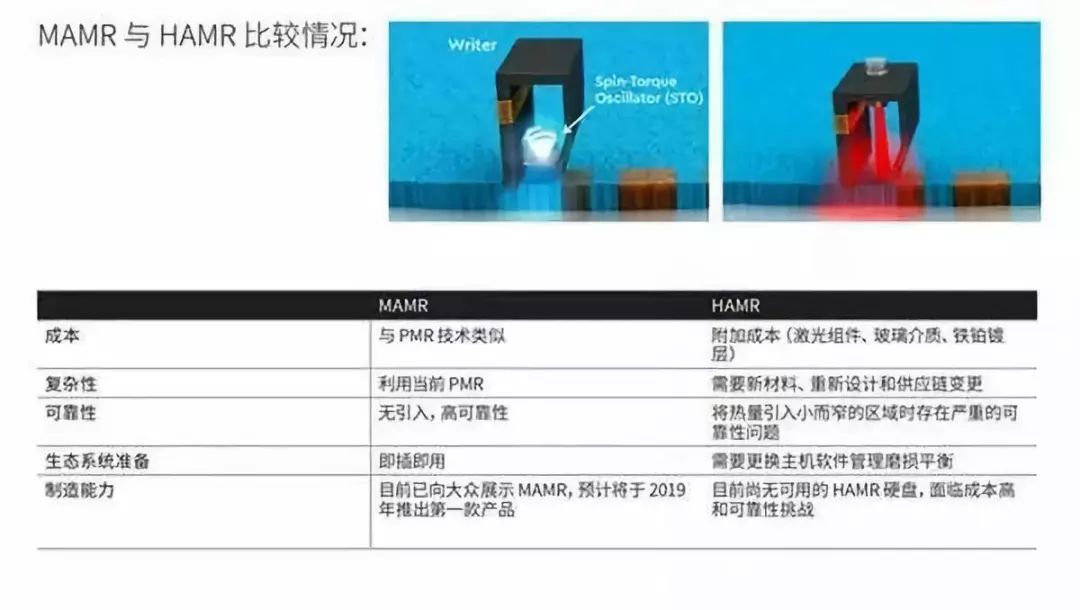 MAMR 与 HAMR 比较情况:
Writer
Spin-Torque
Oscillator (STO)
MAMR HAMR
成本 与 PMR 技术类似 附加成本 (激光组件、玻璃介质、铁铂镀
层)
复杂性 利用当前 PMR 需要新材料、重新设计和供应链变更
可靠性 无引入，高可靠性 将热量引入小而窄的区域时存在严重的可
靠性问题
生态系统准备 即插即用 需要更换主机软件管理磨损平衡
制造能力 目前已向大众展示 MAMR，预计将于 2019 目前尚无可用的 HAMR 硬盘，面临成本高
年推出第一款产品 和可靠性挑战